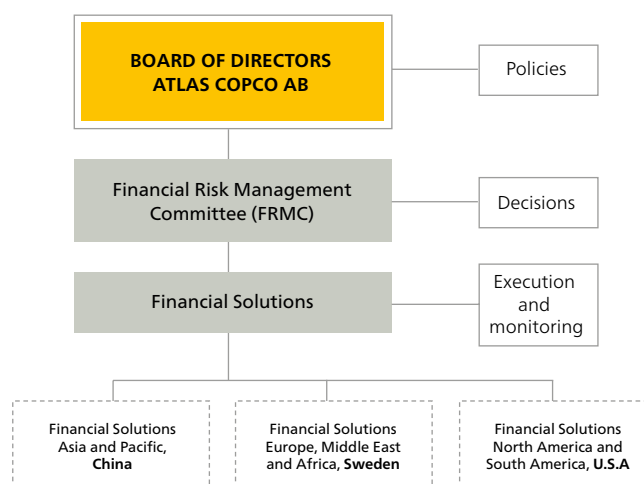 BOARD OF DIRECTORS
ATLAS COPCO AB
Policies
Financial Risk Management
Committee (FRMC)
Decisions
Financial Solutions
Execution
and
monitoring
Financial Solutions
Asia and Pacific,
China
Financial Solutions
Europe, Middle East
and Africa, Sweden
Financial Solutions
North America and
South America, U.S.A